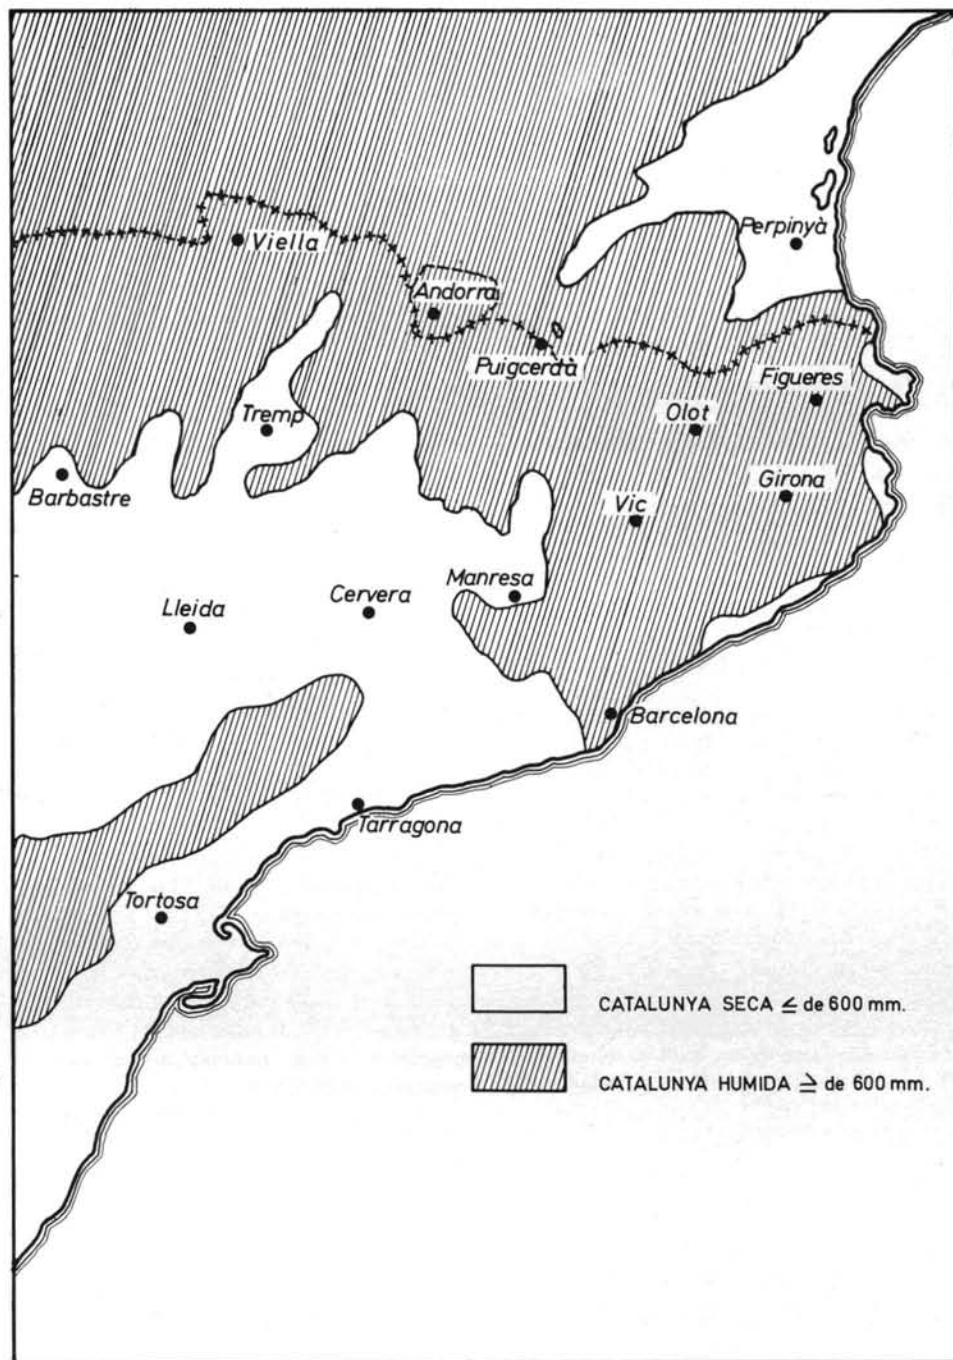 Perpinyà
Viella
Andorra
Puigcerdà
Figueres
Olot
Tremp
Girona
Barbastre
Vic
Manresa
Cervera
Lleida
Barcelona
Tarragona
Tortosa
CATALUNYA SECA ≤ de 600 mm.
CATALUNYA HUMIDA ≥ de 600 mm.